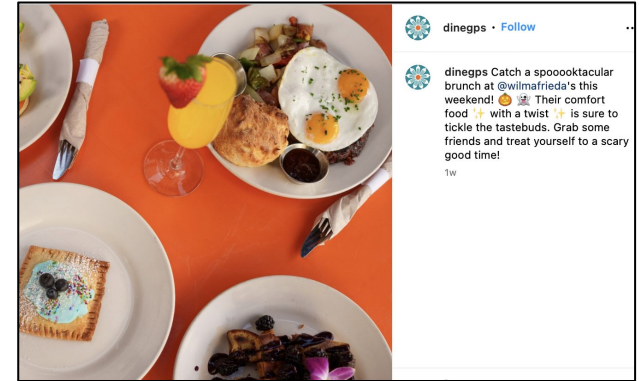 dinegps • Follow ..
dinegps Catch a spooooktacular
brunch at @wilmafrieda's this
weekend! 🎃 👻 Their comfort
food ✨ with a twist ✨ is sure to
tickle the tastebuds. Grab some
friends and treat yourself to a scary
good time!
1w